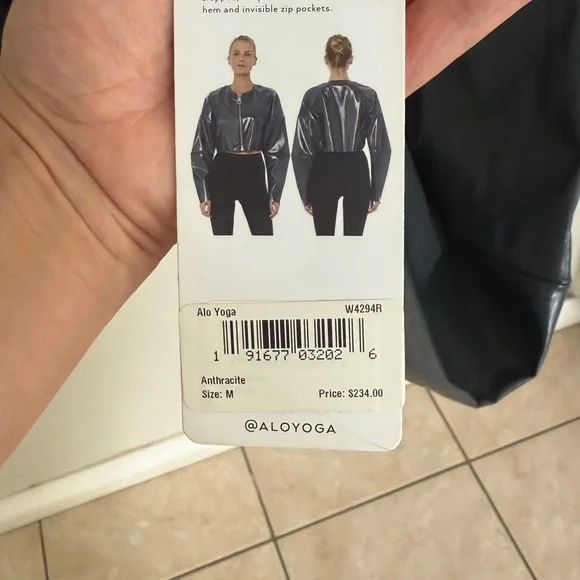 hem and invisible zip pockets.
Alo Yoga W4294R
1 91677 03202 6
Anthracite
Size: M Price: $234.00
@ALOYOGA